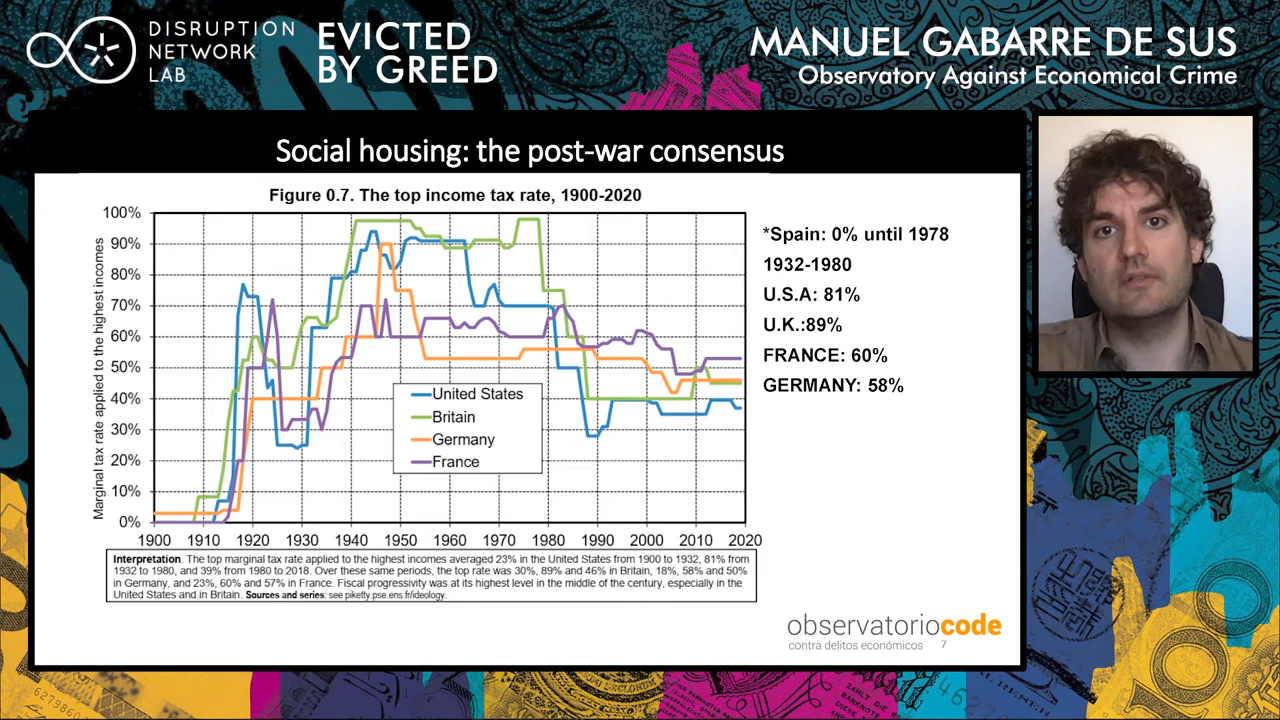 DISRUPTION
NETWORK
LAB
EVICTED
BY GREED
MANUEL GABARRE DE SUS
Observatory Against Economical Crime
Social housing: the post-war consensus
Figure 0.7. The top income tax rate, 1900-2020
Marginal tax rate applied to the highest incomes
100%
90%
80%
70%
60%
50%
40%
30%
20%
10%
0%
1900 1910 1920 1930 1940 1950 1960 1970 1980 1990 2000 2010 2020
United States
Britain
Germany
France
Interpretation. The top marginal tax rate applied to the highest incomes averaged 23% in the United States from 1900 to 1932, 81% from
1932 to 1980, and 39% from 1980 to 2018. Over these same periods, the top rate was 30%, 89% and 46% in Britain, 18%, 58% and 50%
in Germany, and 23%, 60% and 57% in France. Fiscal progressivity was at its highest level in the middle of the century, especially in the
United States and in Britain. Sources and series: see piketty.pse.ens.fr/ideology.
*Spain: 0% until 1978
1932-1980
U.S.A: 81%
U.K.:89%
FRANCE: 60%
GERMANY: 58%
observatoriocode
contra delitos económicos 7